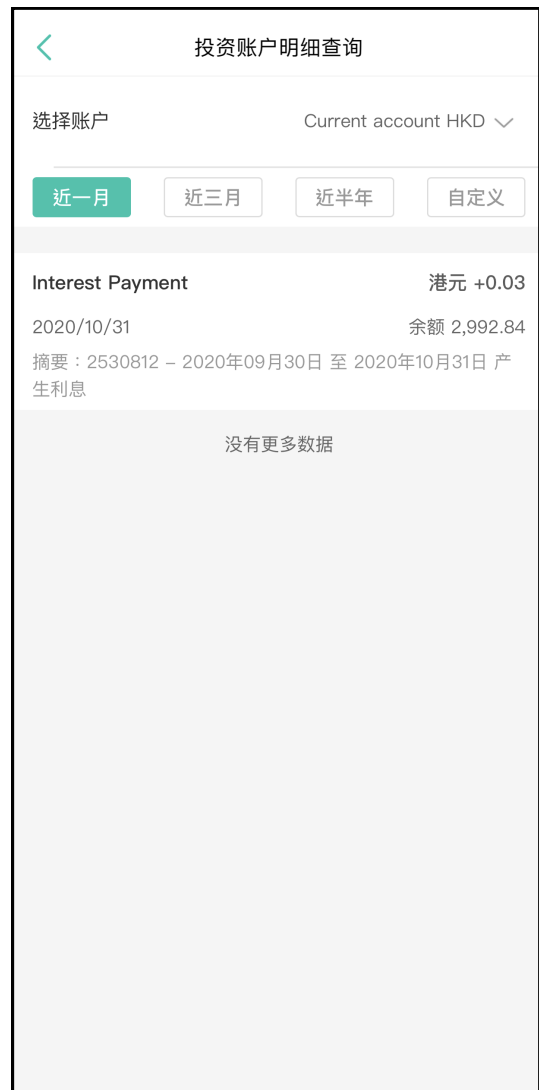 投资账户明细查询
选择账户 Current account HKD
近一月 近三月 近半年 自定义
Interest Payment 港元 +0.03
2020/10/31 余额 2,992.84
摘要：2530812 – 2020年09月30日 至 2020年10月31日 产
生利息
没有更多数据